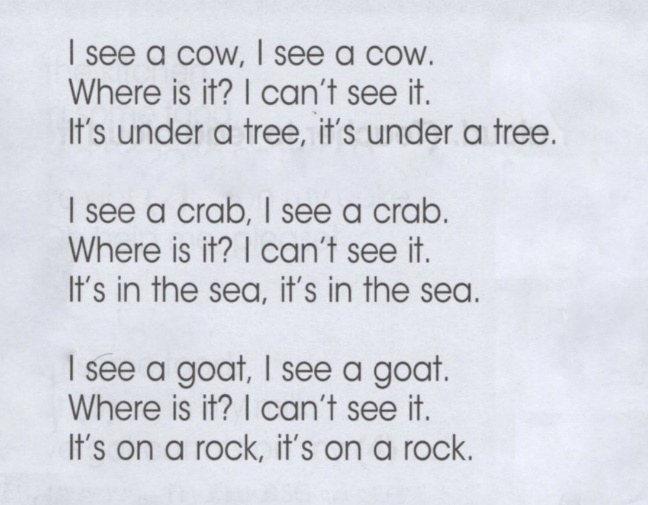 I see a cow, I see a cow.
Where is it? I can't see it.
It's under a tree, it's under a tree.
I see a crab, I see a crab.
Where is it? I can't see it.
It's in the sea, it's in the sea.
I see a goat, I see a goat.
Where is it? I can't see it.
It's on a rock, it's on a rock.